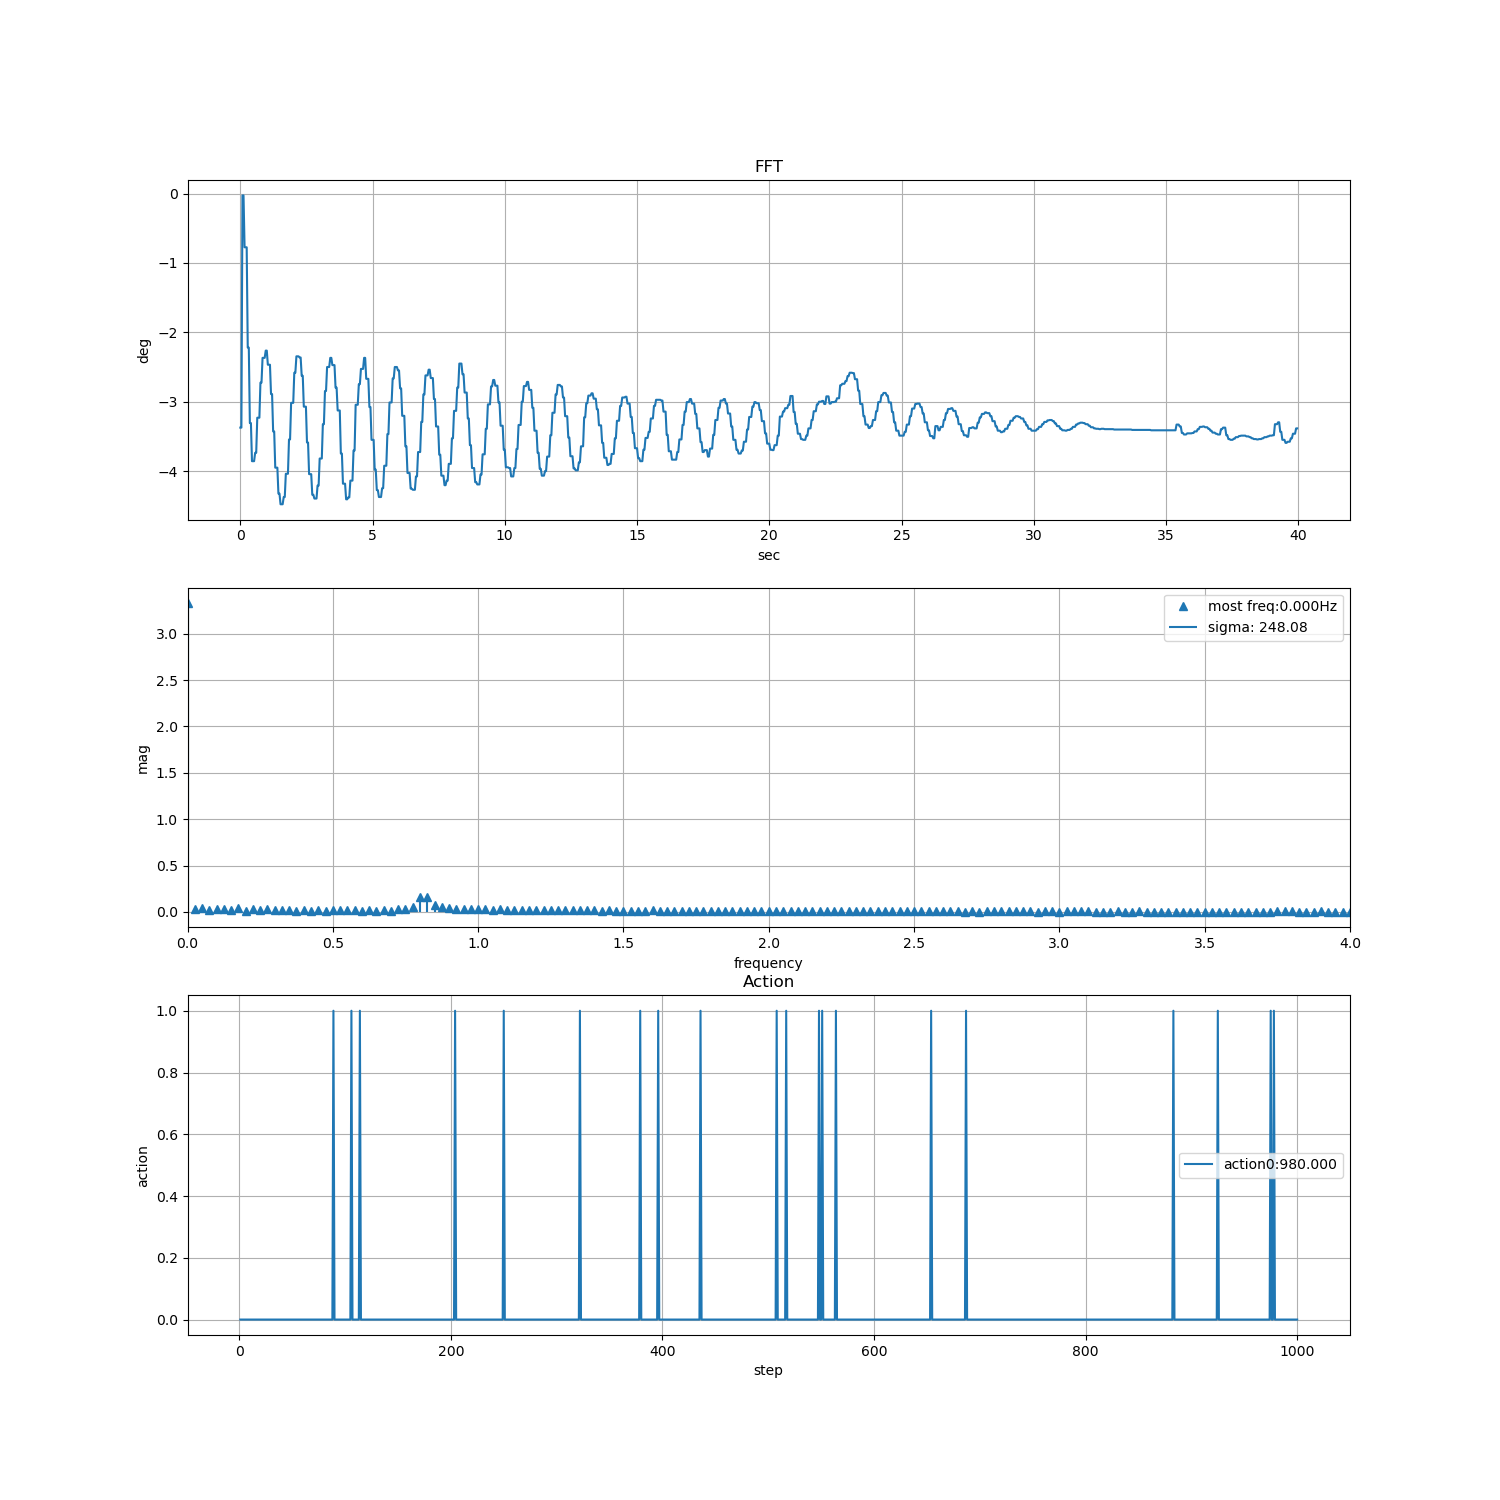 FFT
0
−1
−2
−3
−4
deg
0 5 10 15 20 25 30 35 40
sec
most freq:0.000Hz
sigma: 248.08
3.0
2.5
2.0
1.5
1.0
0.5
0.0
mag
0.0 0.5 1.0 1.5 2.0 2.5 3.0 3.5 4.0
frequency
Action
1.0
0.8
0.6
0.4
0.2
0.0
action
action0:980.000
0 200 400 600 800 1000
step